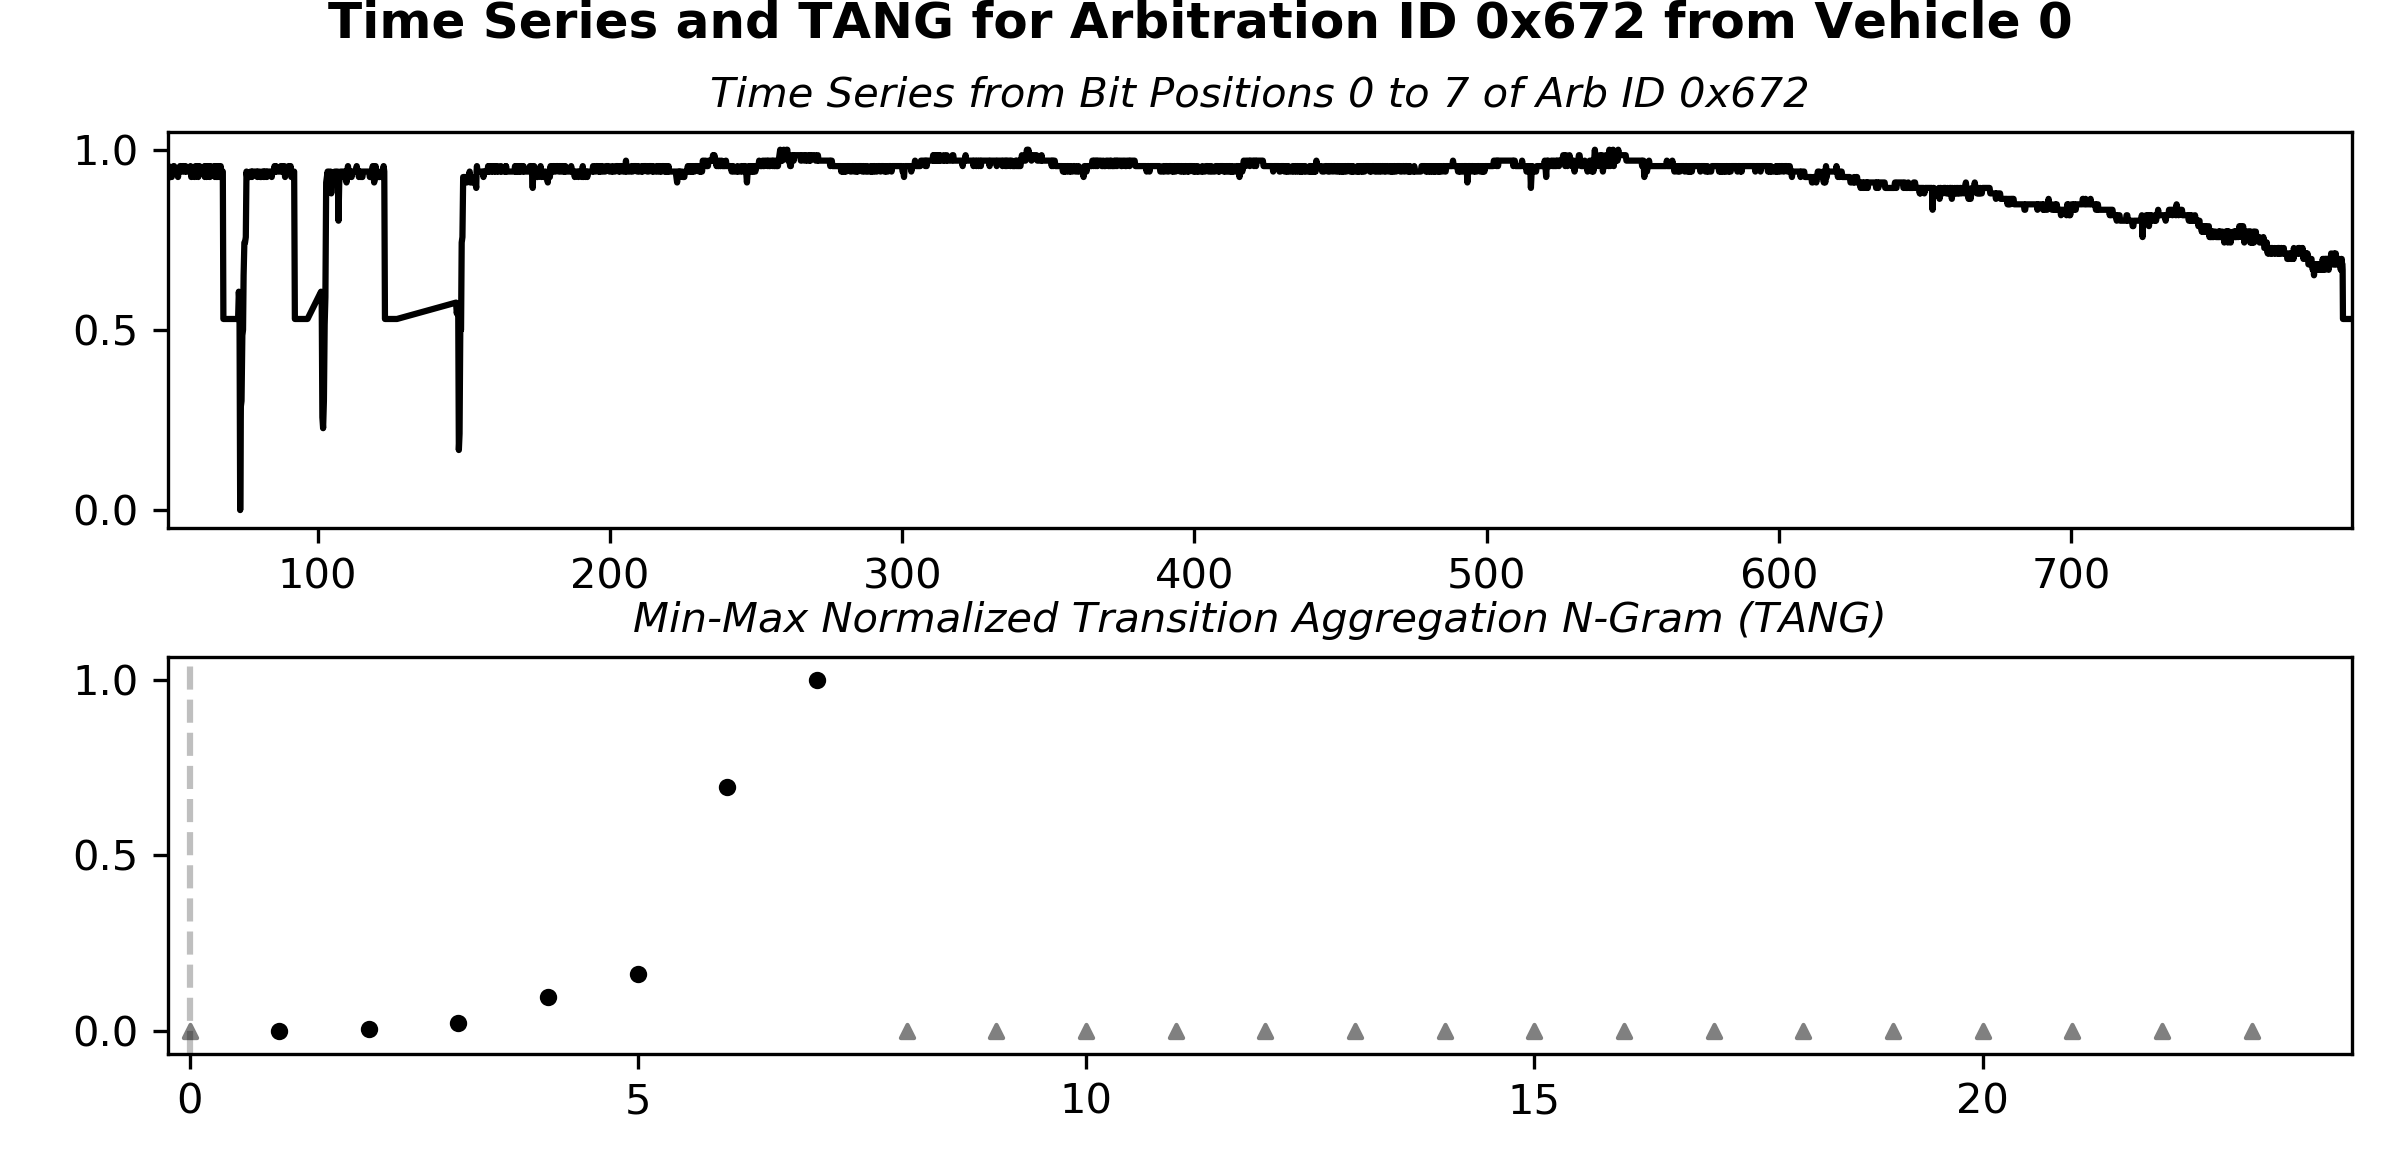 Time Series and TANG for Arbitration ID 0x672 from Vehicle 0
Time Series from Bit Positions 0 to 7 of Arb ID 0x672
1.0
0.5
0.0
100 200 300 400 500 600 700
Min-Max Normalized Transition Aggregation N-Gram (TANG)
1.0
0.5
0.0
0 5 10 15 20